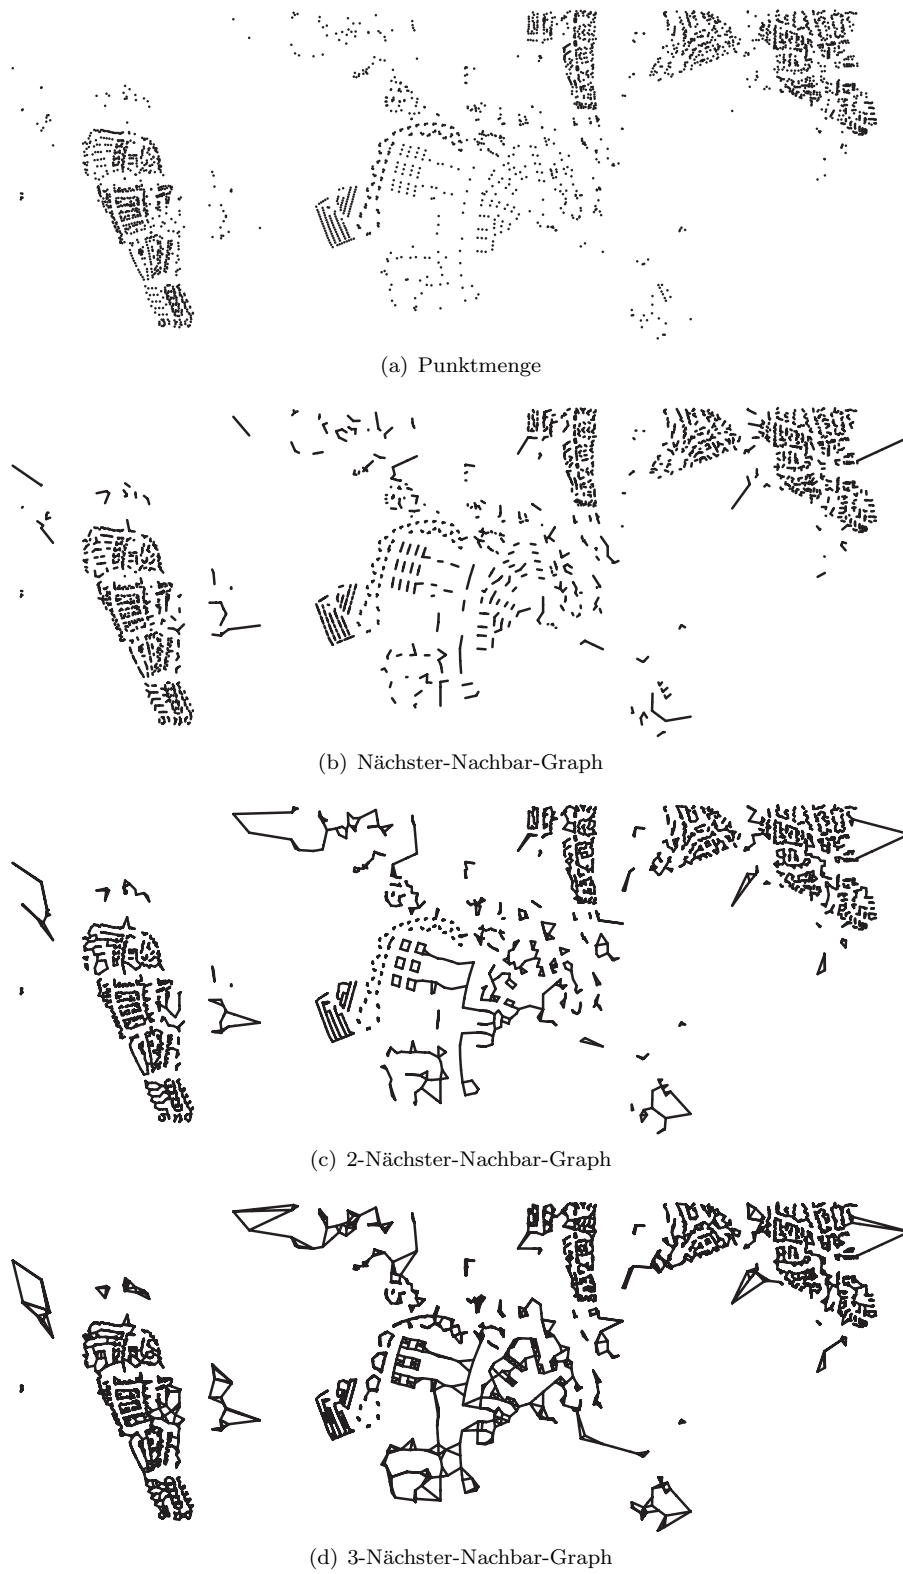 (a) Punktmenge
(b) Nächster-Nachbar-Graph
(c) 2-Nächster-Nachbar-Graph
(d) 3-Nächster-Nachbar-Graph